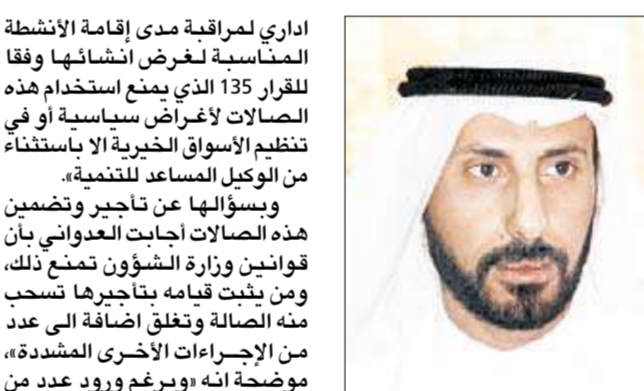 اداري لمراقبة مدى إقامة الأنشطة
المناسبة لغرض انشائها وفقا
للقرار 135 الذي يمنع استخدام هذه
الصالات لأغراض سياسية أو في
تنظيم الأسواق الخيرية الا باستثناء
من الوكيل المساعد للتنمية».
وبسؤالها عن تأجير وتضمين
هذه الصالات أجابت العدواني بأن
قوانين وزارة الشؤون تمنع ذلك،
ومن يثبت قيامه بتأجيرها تسحب
منه الصالة وتغلق اضافة الى عدد
من الإجراءات الأخرى المشددة»،
موضحة انه «وبرغم ورود عدد من